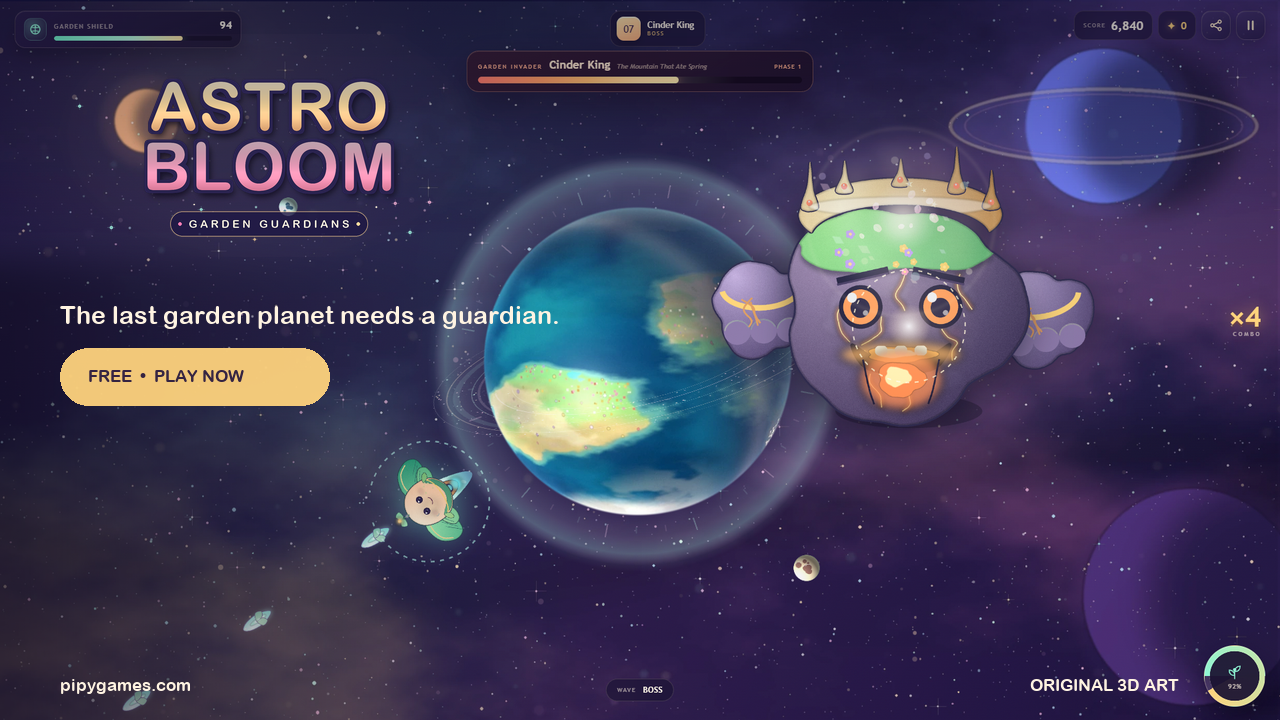 GARDEN SHIELD 94
07 Cinder King
BOSS
SCORE 6,840
0
GARDEN INVADER Cinder King The Mountain That Ate Spring PHASE 1
ASTRO
BLOOM
GARDEN GUARDIANS
The last garden planet needs a guardian.
FREE • PLAY NOW
×4
COMBO
pipygames.com
WAVE BOSS
ORIGINAL 3D ART
92%